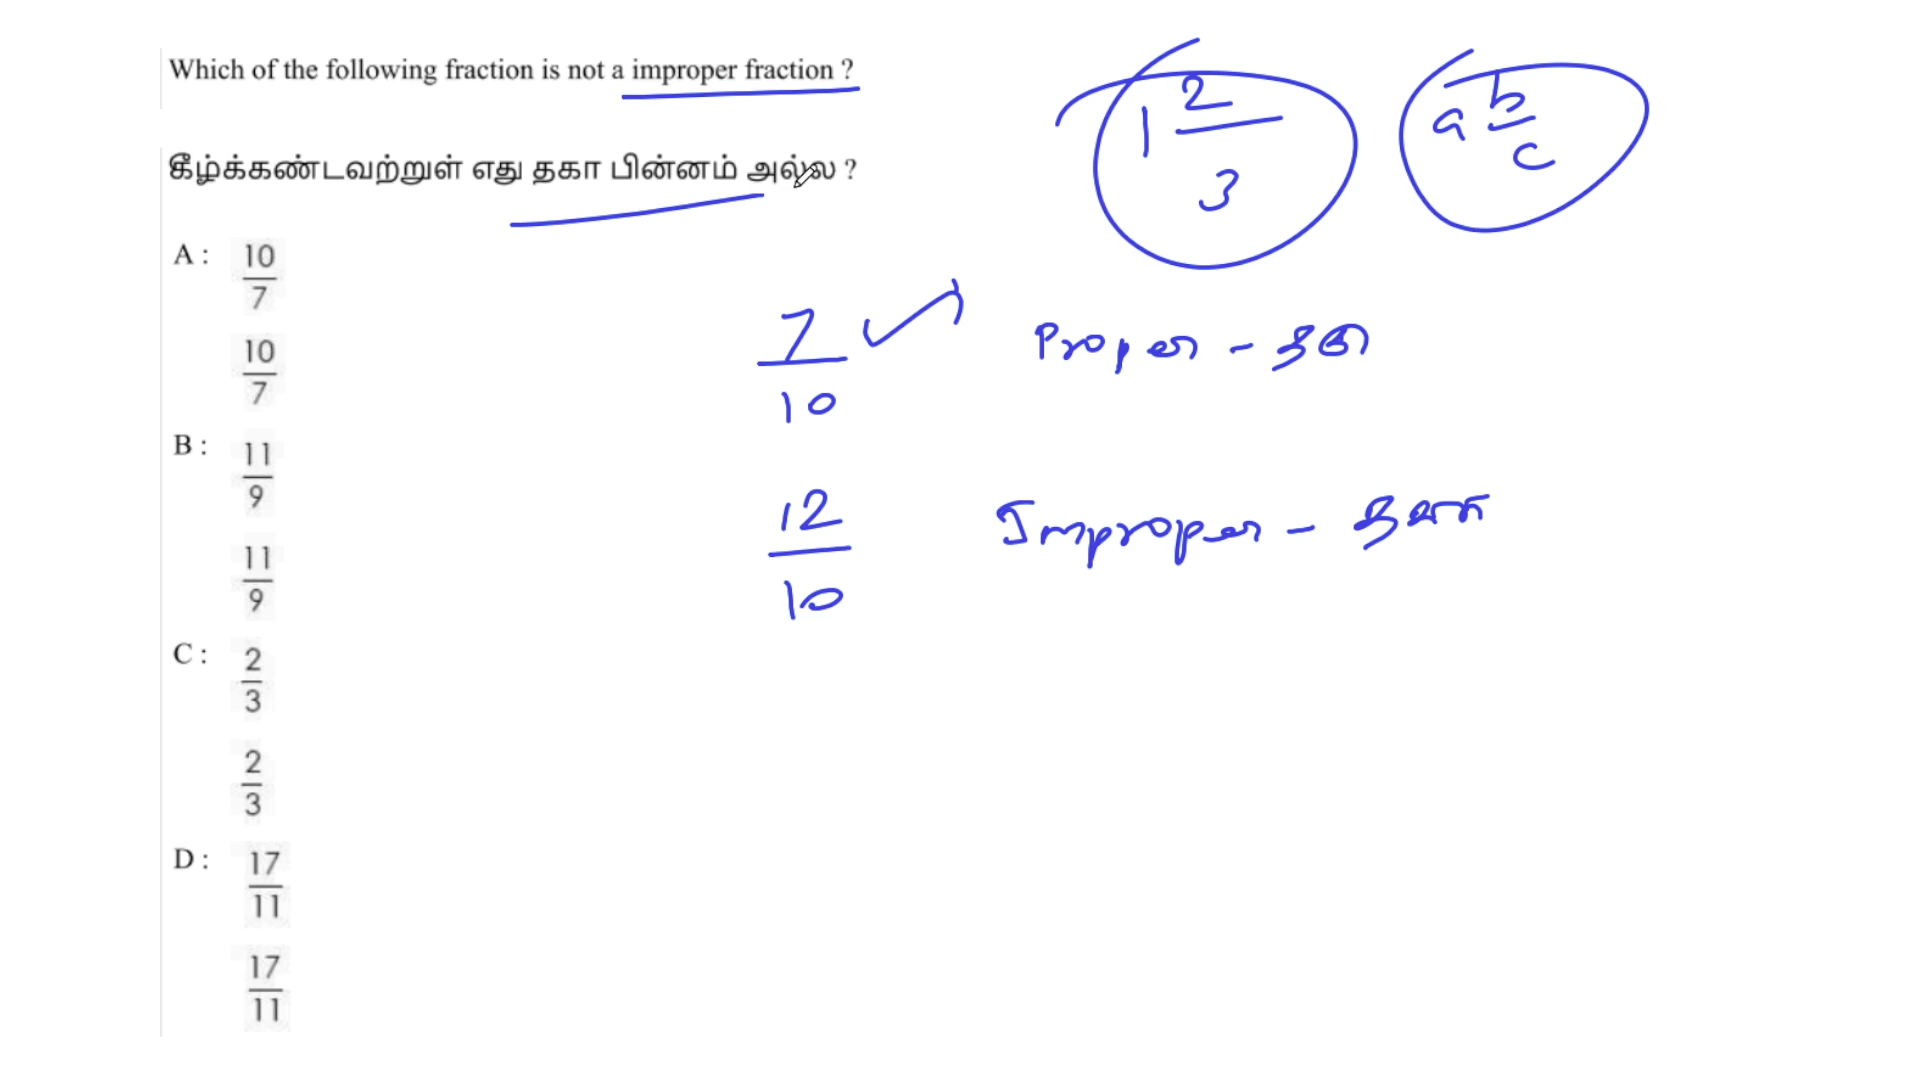 Which of the following fraction is not a improper fraction ?
கீழ்க்கண்டவற்றுள் எது தகா பின்னம் அல்ல ?
A : 10/7
10/7
B : 11/9
11/9
C : 2/3
2/3
D : 17/11
17/11
1 2/3
a b/c
7/10 ✓ Proper -
12/10 Improper -